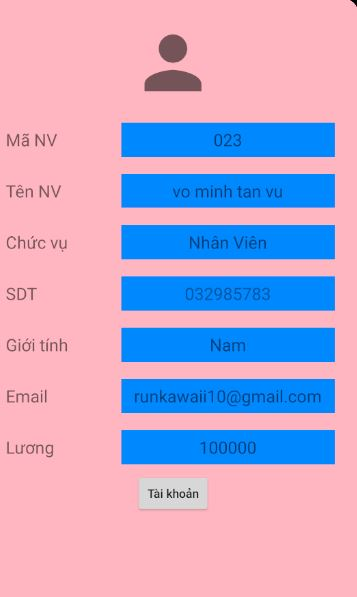 Mã NV 023
Tên NV vo minh tan vu
Chức vụ Nhân Viên
SDT 032985783
Giới tính Nam
Email runkawaii10@gmail.com
Lương 100000
Tài khoản